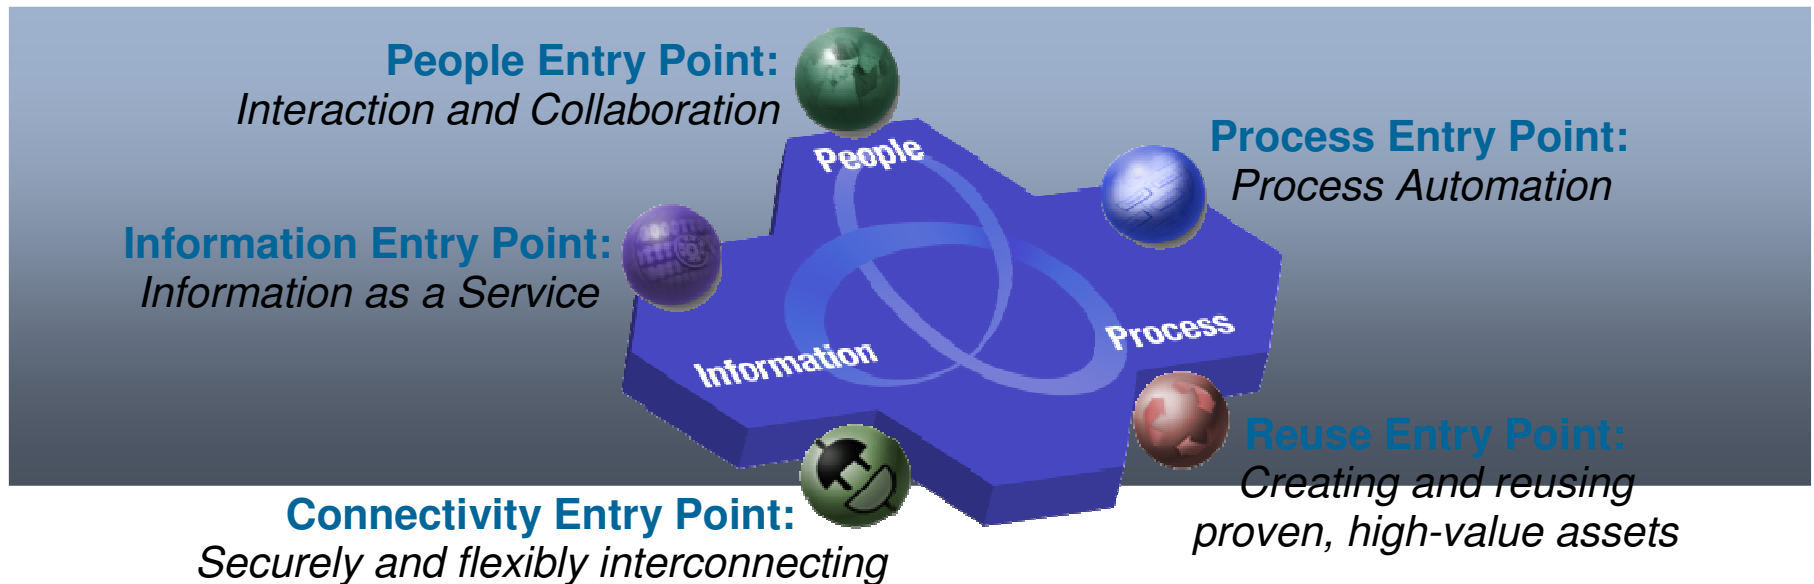 People Entry Point:
Interaction and Collaboration
People
Process Entry Point:
Process Automation
Information Entry Point:
Information as a Service
Process
Information
Reuse Entry Point:
Creating and reusing
proven, high-value assets
Connectivity Entry Point:
Securely and flexibly interconnecting